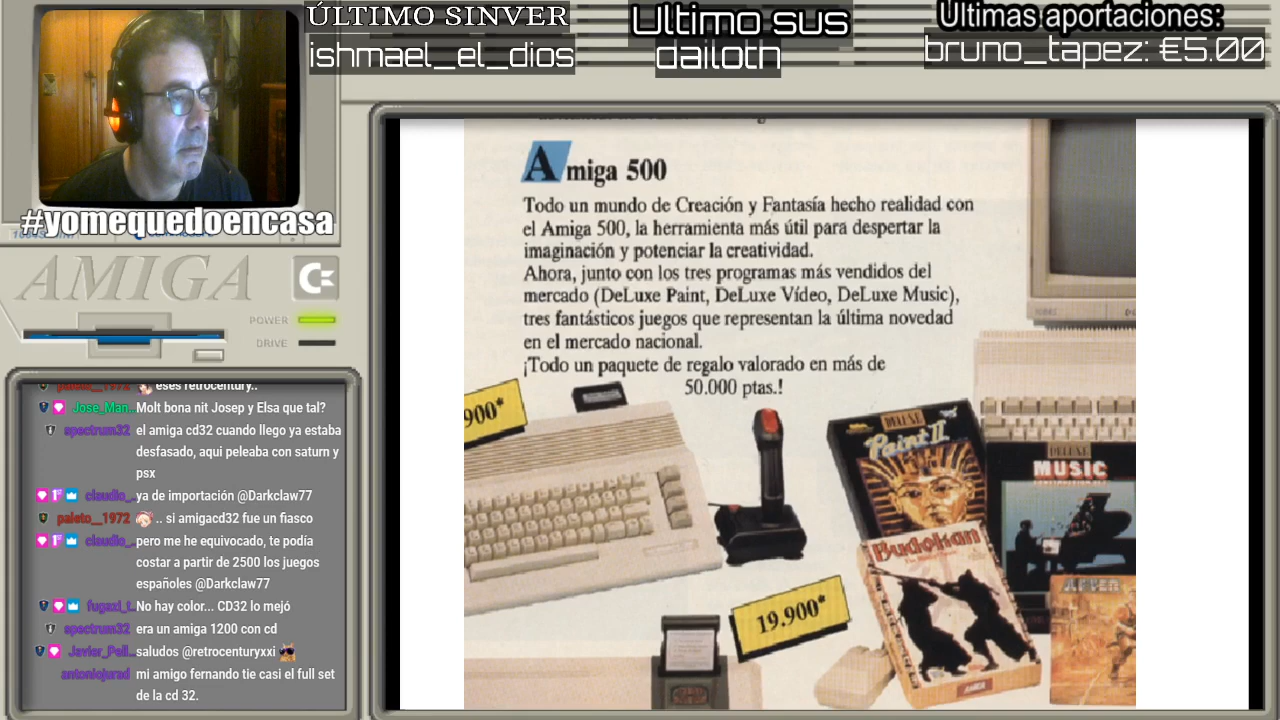 ÚLTIMO SINVER
ishmael_el_dios
Ultimo sus
dailoth
Ultimas aportaciones:
bruno_tapez: €5.00
#yomequedoencasa
AMIGA
POWER
DRIVE
paleto__1972 eses retrocentury..
Jose_Man.. Molt bona nit Josep y Elsa que tal?
spectrum32 el amiga cd32 cuando llego ya estaba
desfasado, aqui peleaba con saturn y
psx
claudio_.. ya de importación @Darkclaw77
paleto__1972 .. si amigacd32 fue un fiasco
claudio_.. pero me he equivocado, te podía
costar a partir de 2500 los juegos
españoles @Darkclaw77
fugaxi_t.. No hay color... CD32 lo mejó
spectrum32 era un amiga 1200 con cd
Javier_Pell.. saludos @retrocenturyxxi
antoniojurad mi amigo fernando tie casi el full set
de la cd 32.
Amiga 500
Todo un mundo de Creación y Fantasía hecho realidad con
el Amiga 500, la herramienta más útil para despertar la
imaginación y potenciar la creatividad.
Ahora, junto con los tres programas más vendidos del
mercado (DeLuxe Paint, DeLuxe Vídeo, DeLuxe Music),
tres fantásticos juegos que representan la última novedad
en el mercado nacional.
¡Todo un paquete de regalo valorado en más de
50.000 ptas.!
900*
DELUXE
Paint II
DELUXE
MUSIC
Budokan
19.900*
AMIGA